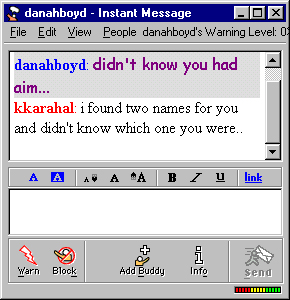 danahboyd - Instant Message
File Edit View People danahboyd's Warning Level:
danahboyd: didn't know you had
aim...
kkarahal: i found two names for you
and didn't know which one you were..
A A A A A B I U link
Warn Block Add Buddy Info Send